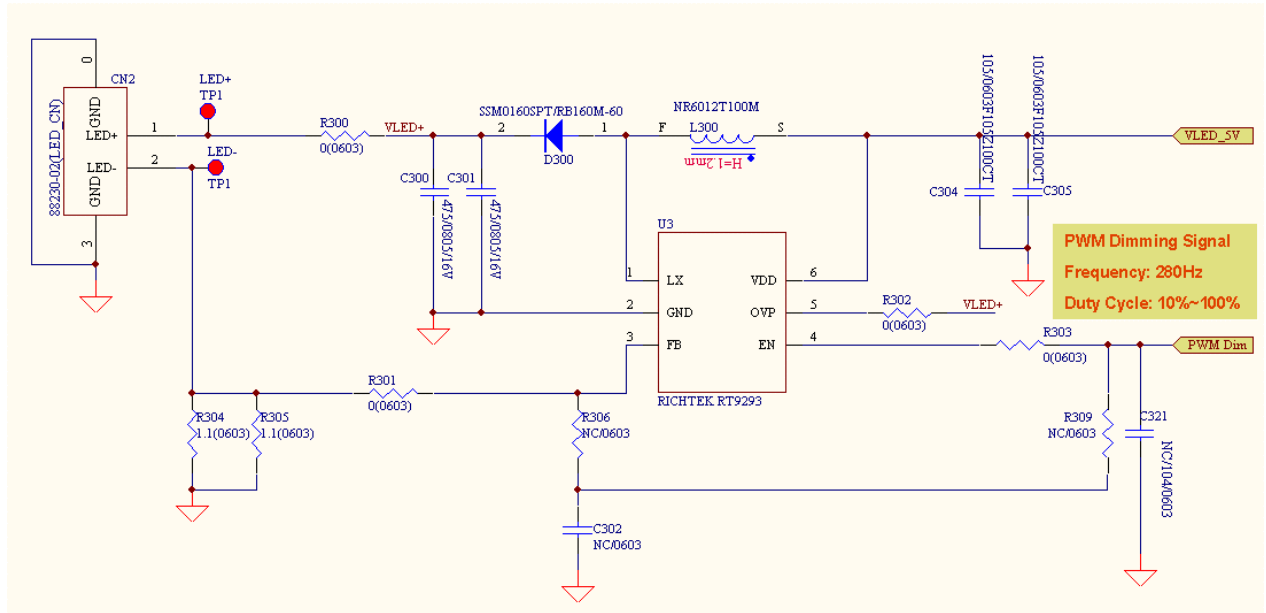 CN2
0
GND
LED+
LED-
GND
3
88230-02(LED_CN)
1
2
LED+
TP1
LED-
TP1
R300
0(0603)
VLED+
C300
475/0805/16V
C301
475/0805/16V
SSM0160SPT/RB160M-60
2
1
D300
NR6012T100M
F
L300
S
H=1.2mm
105/0603F105Z100CT
105/0603F105Z100CT
C304
C305
VLED_5V
U3
1
LX
VDD
6
2
GND
OVP
5
3
FB
EN
4
RICHTEK RT9293
R302
0(0603)
VLED+
PWM Dimming Signal
Frequency: 280Hz
Duty Cycle: 10%~100%
R303
0(0603)
PWM Dim
R301
0(0603)
R304
1.1(0603)
R305
1.1(0603)
R306
NC/0603
R309
NC/0603
C321
NC/104/0603
C302
NC/0603